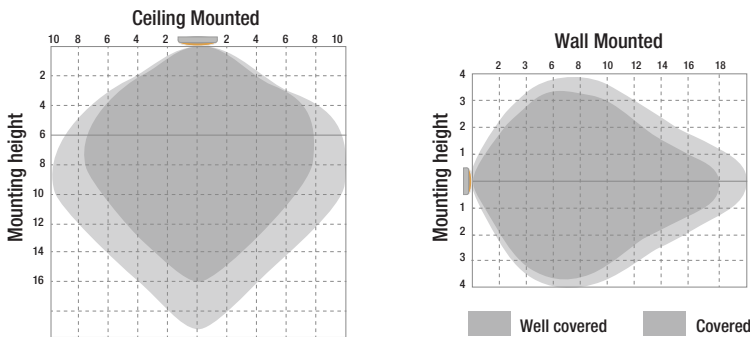 Ceiling Mounted
10 8 6 4 2 2 4 6 8 10
Mounting height
2
4
6
8
10
12
14
16
Wall Mounted
2 3 6 8 10 12 14 16 18
Mounting height
4
3
2
1
0
1
2
3
4
Well covered
Covered